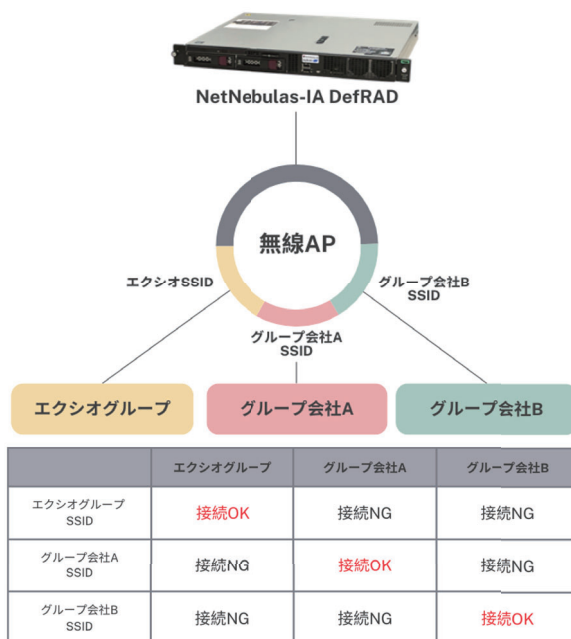 NetNebulas-IA DefRAD
無線AP
エクシオSSID
グループ会社B
SSID
グループ会社A
SSID
エクシオグループ
グループ会社A
グループ会社B
エクシオグループ
グループ会社A
グループ会社B
エクシオグループ
SSID
接続OK
接続NG
接続NG
グループ会社A
SSID
接続NG
接続OK
接続NG
グループ会社B
SSID
接続NG
接続NG
接続OK